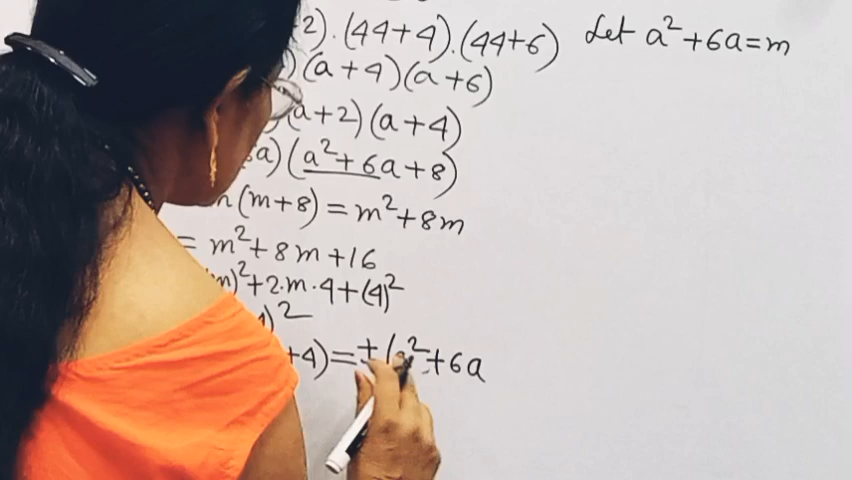 2).(44+4).(44+6) Let a²+6a=m
)(a+4)(a+6)
(a+2)(a+4)
a)(a²+6a+8)
(m+8)=m²+8m
= m²+8m+16
m)²+2.m.4+(4)²
)²
+4)=±(a²+6a